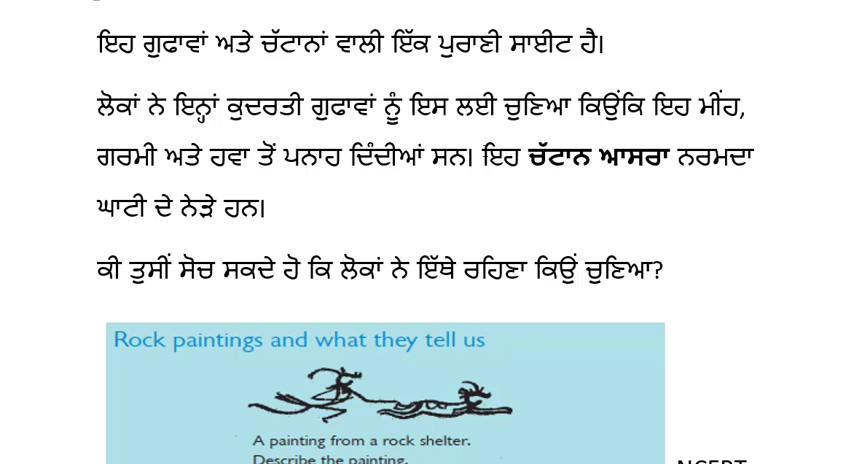 ਇਹ ਗੁਫਾਵਾਂ ਅਤੇ ਚੱਟਾਨਾਂ ਵਾਲੀ ਇੱਕ ਪੁਰਾਣੀ ਸਾਈਟ ਹੈ।
ਲੋਕਾਂ ਨੇ ਇਨ੍ਹਾਂ ਕੁਦਰਤੀ ਗੁਫਾਵਾਂ ਨੂੰ ਇਸ ਲਈ ਚੁਣਿਆ ਕਿਉਂਕਿ ਇਹ ਮੀਂਹ,
ਗਰਮੀ ਅਤੇ ਹਵਾ ਤੋਂ ਪਨਾਹ ਦਿੰਦੀਆਂ ਸਨ। ਇਹ ਚੱਟਾਨ ਆਸਰਾ ਨਰਮਦਾ
ਘਾਟੀ ਦੇ ਨੇੜੇ ਹਨ।
ਕੀ ਤੁਸੀਂ ਸੋਚ ਸਕਦੇ ਹੋ ਕਿ ਲੋਕਾਂ ਨੇ ਇੱਥੇ ਰਹਿਣਾ ਕਿਉਂ ਚੁਣਿਆ?
Rock paintings and what they tell us
A painting from a rock shelter.
Describe the painting.
NCERT